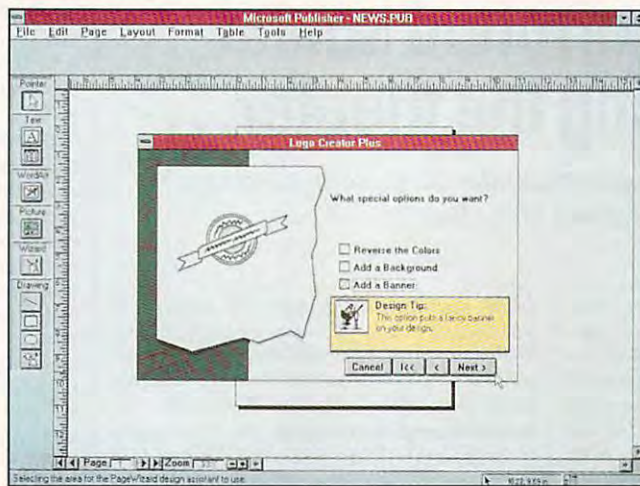 Microsoft Publisher - NEWS.PUB
File Edit Page Layout Format Table Tools Help
Pointer
Text
WordArt
Picture
Wizard
Drawing
Logo Creator Plus
What special options do you want?
Reverse the Colors
Add a Background
Add a Banner
Design Tip:
This option puts a fancy banner
on your design.
Cancel |<< < Next >
Page Zoom
Selecting the area for the PageWizard design assistant to use.